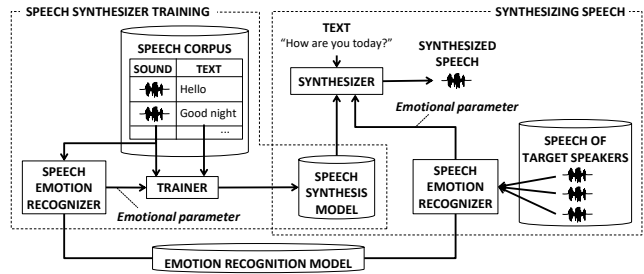 SPEECH SYNTHESIZER TRAINING
SPEECH CORPUS
SOUND TEXT
Hello
Good night
...
SPEECH
EMOTION
RECOGNIZER
TRAINER
Emotional parameter
SYNTHESIZING SPEECH
TEXT
“How are you today?”
SYNTHESIZER
SYNTHESIZED
SPEECH
Emotional parameter
SPEECH
SYNTHESIS
MODEL
SPEECH
EMOTION
RECOGNIZER
SPEECH OF
TARGET SPEAKERS
EMOTION RECOGNITION MODEL